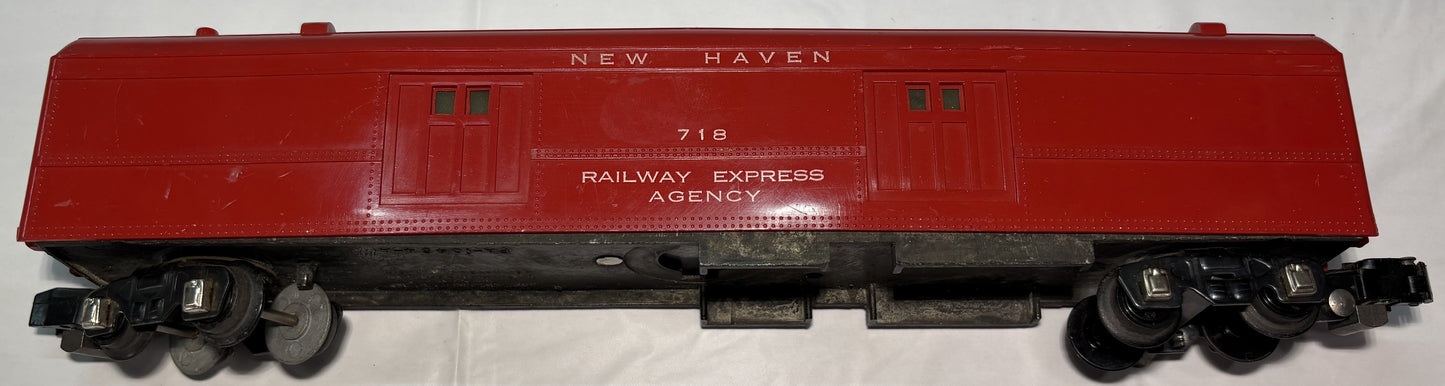 NEW HAVEN
718
RAILWAY EXPRESS
AGENCY